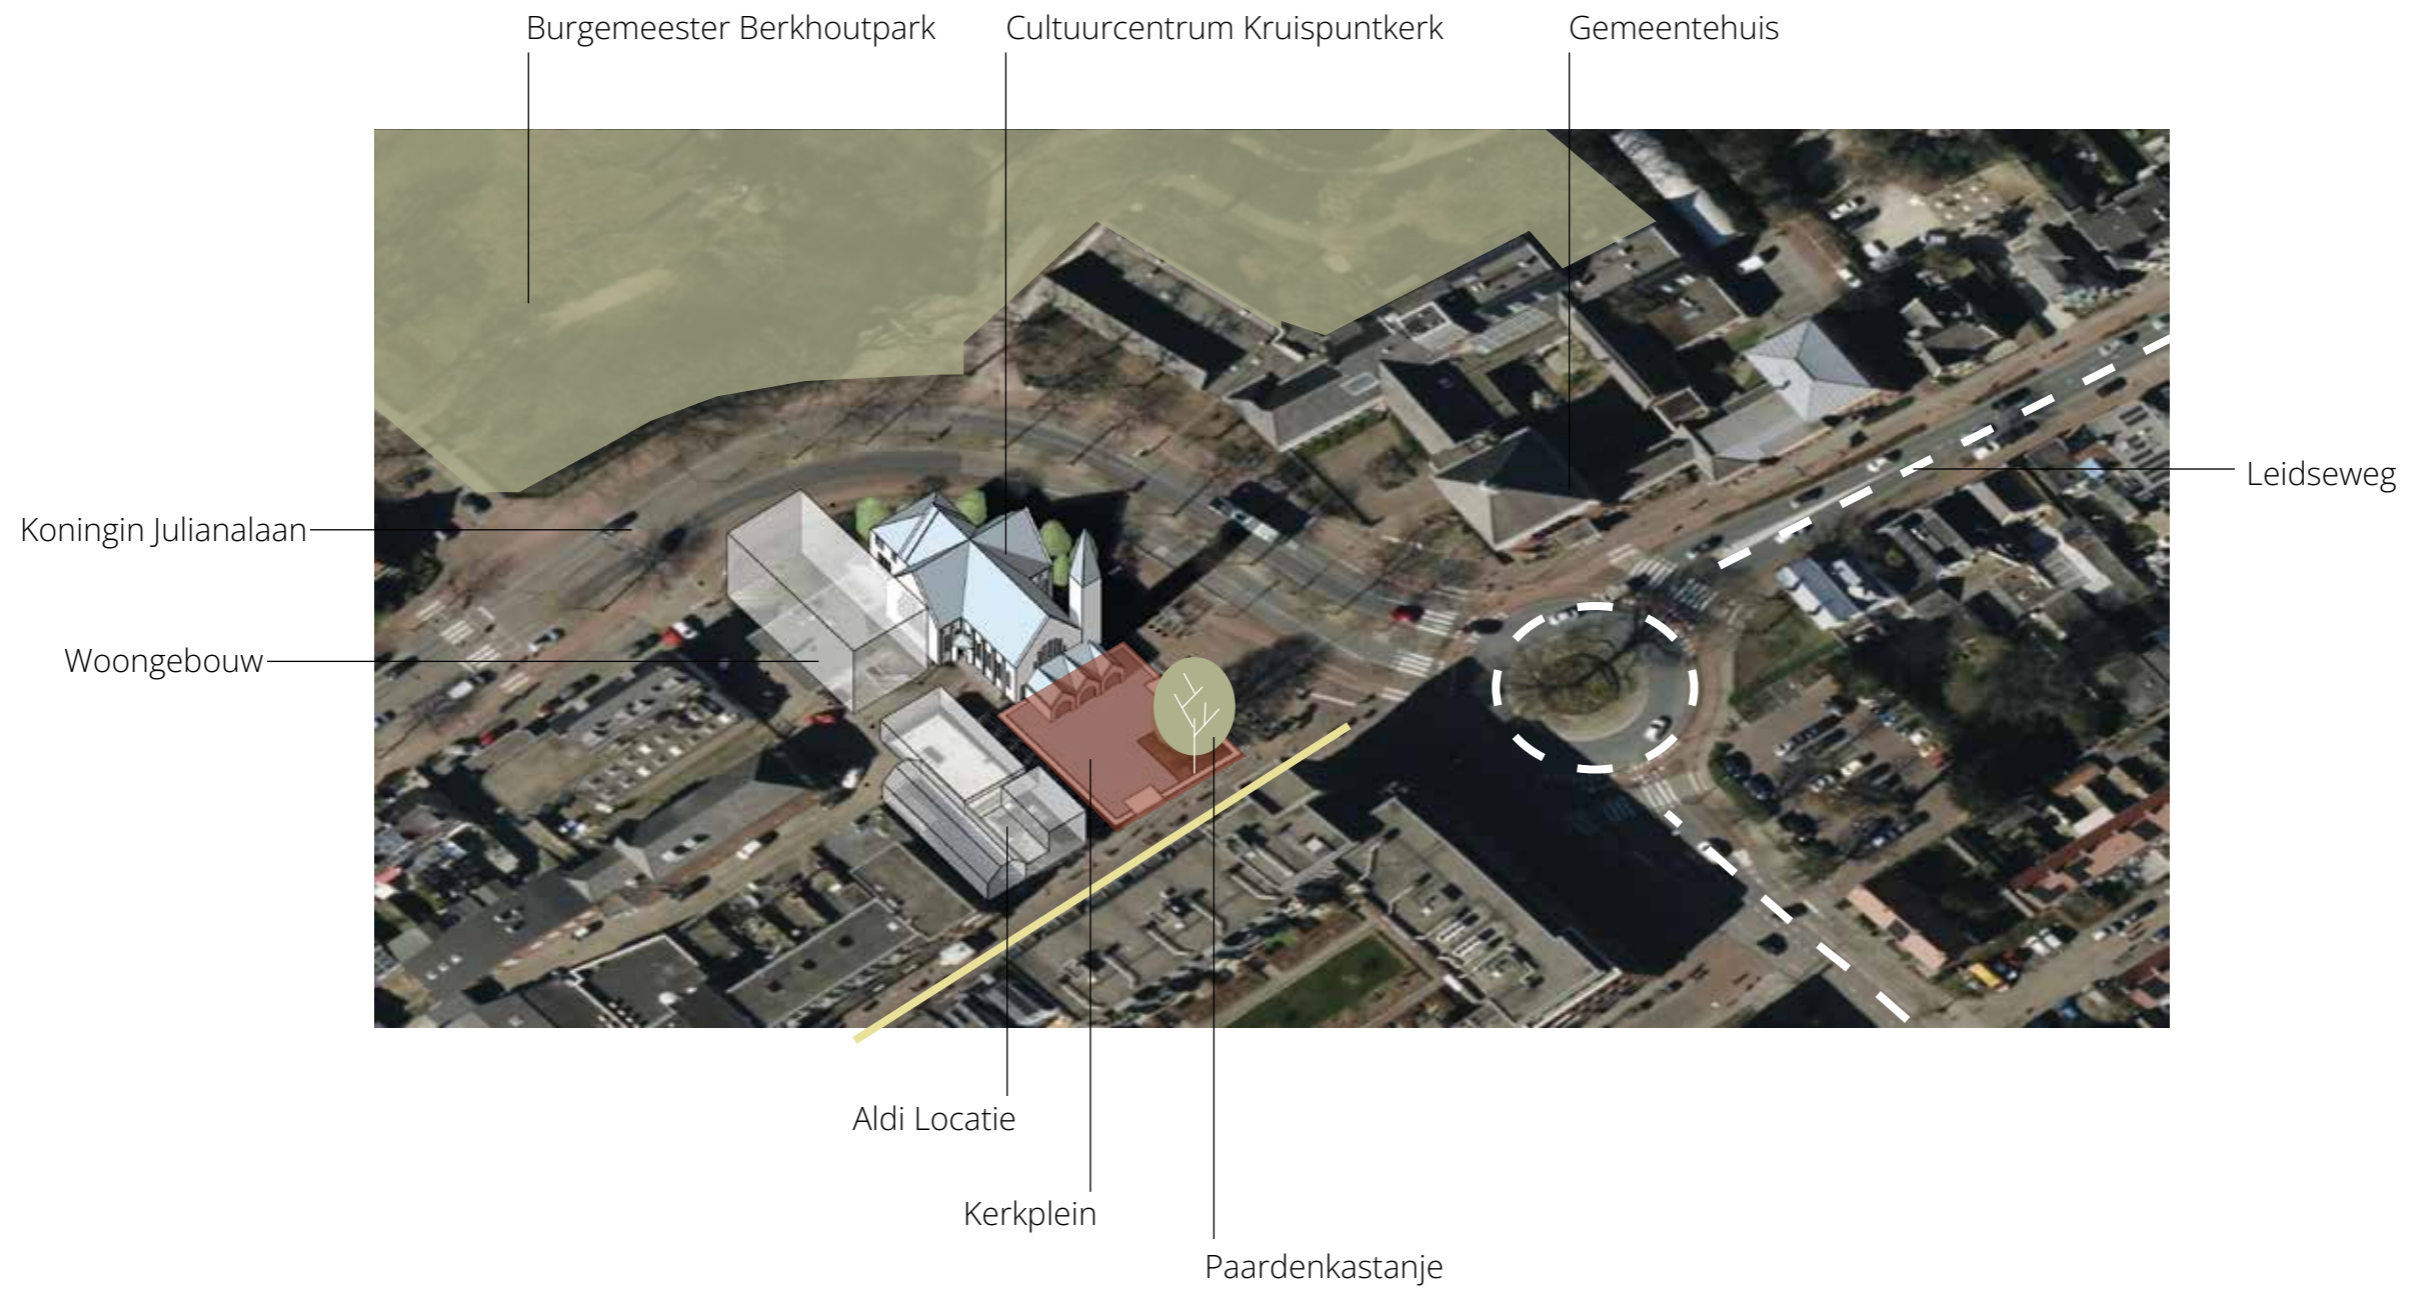 Burgemeester Berkhoutpark
Cultuurcentrum Kruispuntkerk
Gemeentehuis
Leidseweg
Koningin Julianalaan
Woongebouw
Aldi Locatie
Kerkplein
Paardenkastanje